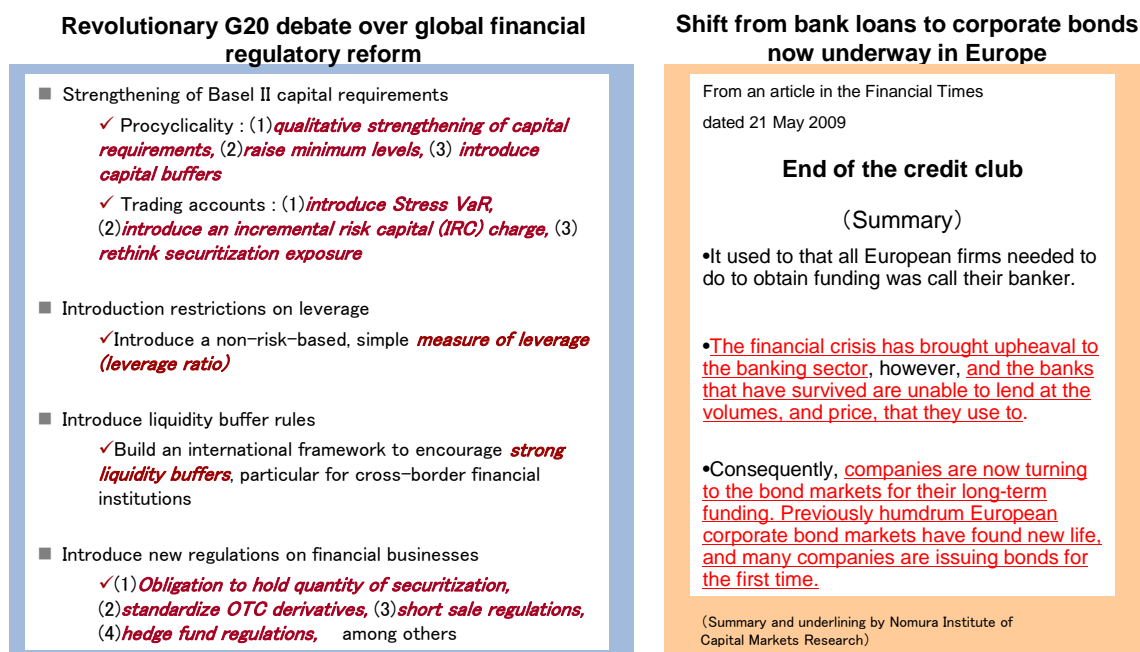 Revolutionary G20 debate over global financial
regulatory reform
■ Strengthening of Basel II capital requirements
✓ Procyclicality : (1)qualitative strengthening of capital
requirements, (2)raise minimum levels, (3) introduce
capital buffers
✓ Trading accounts : (1)introduce Stress VaR,
(2)introduce an incremental risk capital (IRC) charge, (3)
rethink securitization exposure
■ Introduction restrictions on leverage
✓Introduce a non-risk-based, simple measure of leverage
(leverage ratio)
■ Introduce liquidity buffer rules
✓Build an international framework to encourage strong
liquidity buffers, particular for cross-border financial
institutions
■ Introduce new regulations on financial businesses
✓(1)Obligation to hold quantity of securitization,
(2)standardize OTC derivatives, (3)short sale regulations,
(4)hedge fund regulations, among others
Shift from bank loans to corporate bonds
now underway in Europe
From an article in the Financial Times
dated 21 May 2009
End of the credit club
(Summary)
•It used to that all European firms needed to
do to obtain funding was call their banker.
•The financial crisis has brought upheaval to
the banking sector, however, and the banks
that have survived are unable to lend at the
volumes, and price, that they use to.
•Consequently, companies are now turning
to the bond markets for their long-term
funding. Previously humdrum European
corporate bond markets have found new life,
and many companies are issuing bonds for
the first time.
(Summary and underlining by Nomura Institute of
Capital Markets Research)